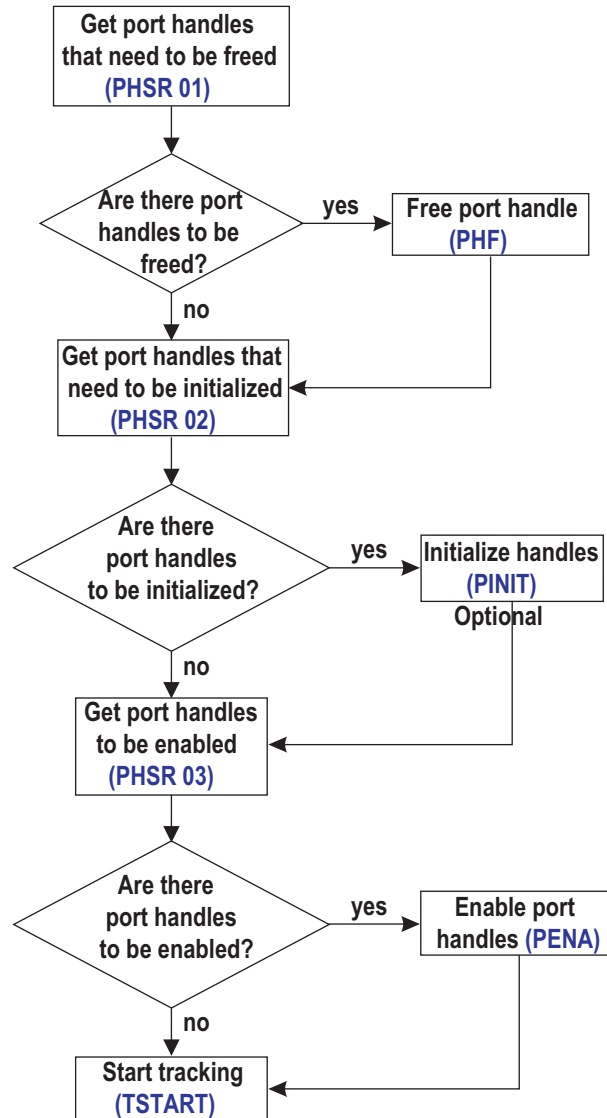 Get port handles
that need to be freed
(PHSR 01)
Are there port
handles to be
freed?
yes
Free port handle
(PHF)
no
Get port handles that
need to be initialized
(PHSR 02)
Are there
port handles
to be initialized?
yes
Initialize handles
(PINIT)
Optional
no
Get port handles
to be enabled
(PHSR 03)
Are there
port handles
to be enabled?
yes
Enable port
handles (PENA)
no
Start tracking
(TSTART)